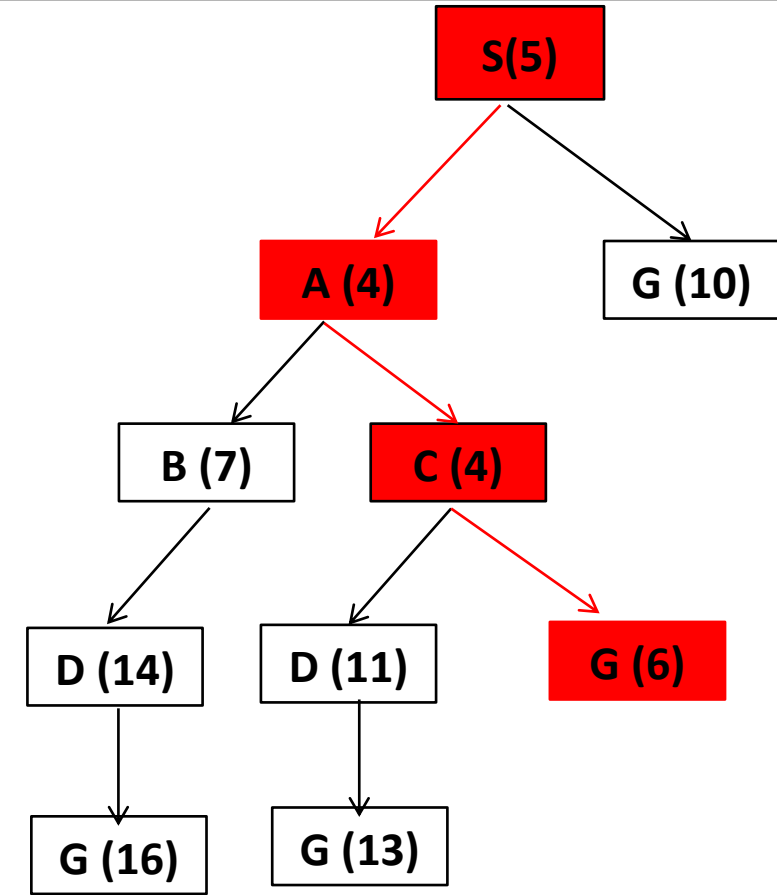 S(5)
A (4)
G (10)
B (7)
C (4)
D (14)
D (11)
G (6)
G (16)
G (13)